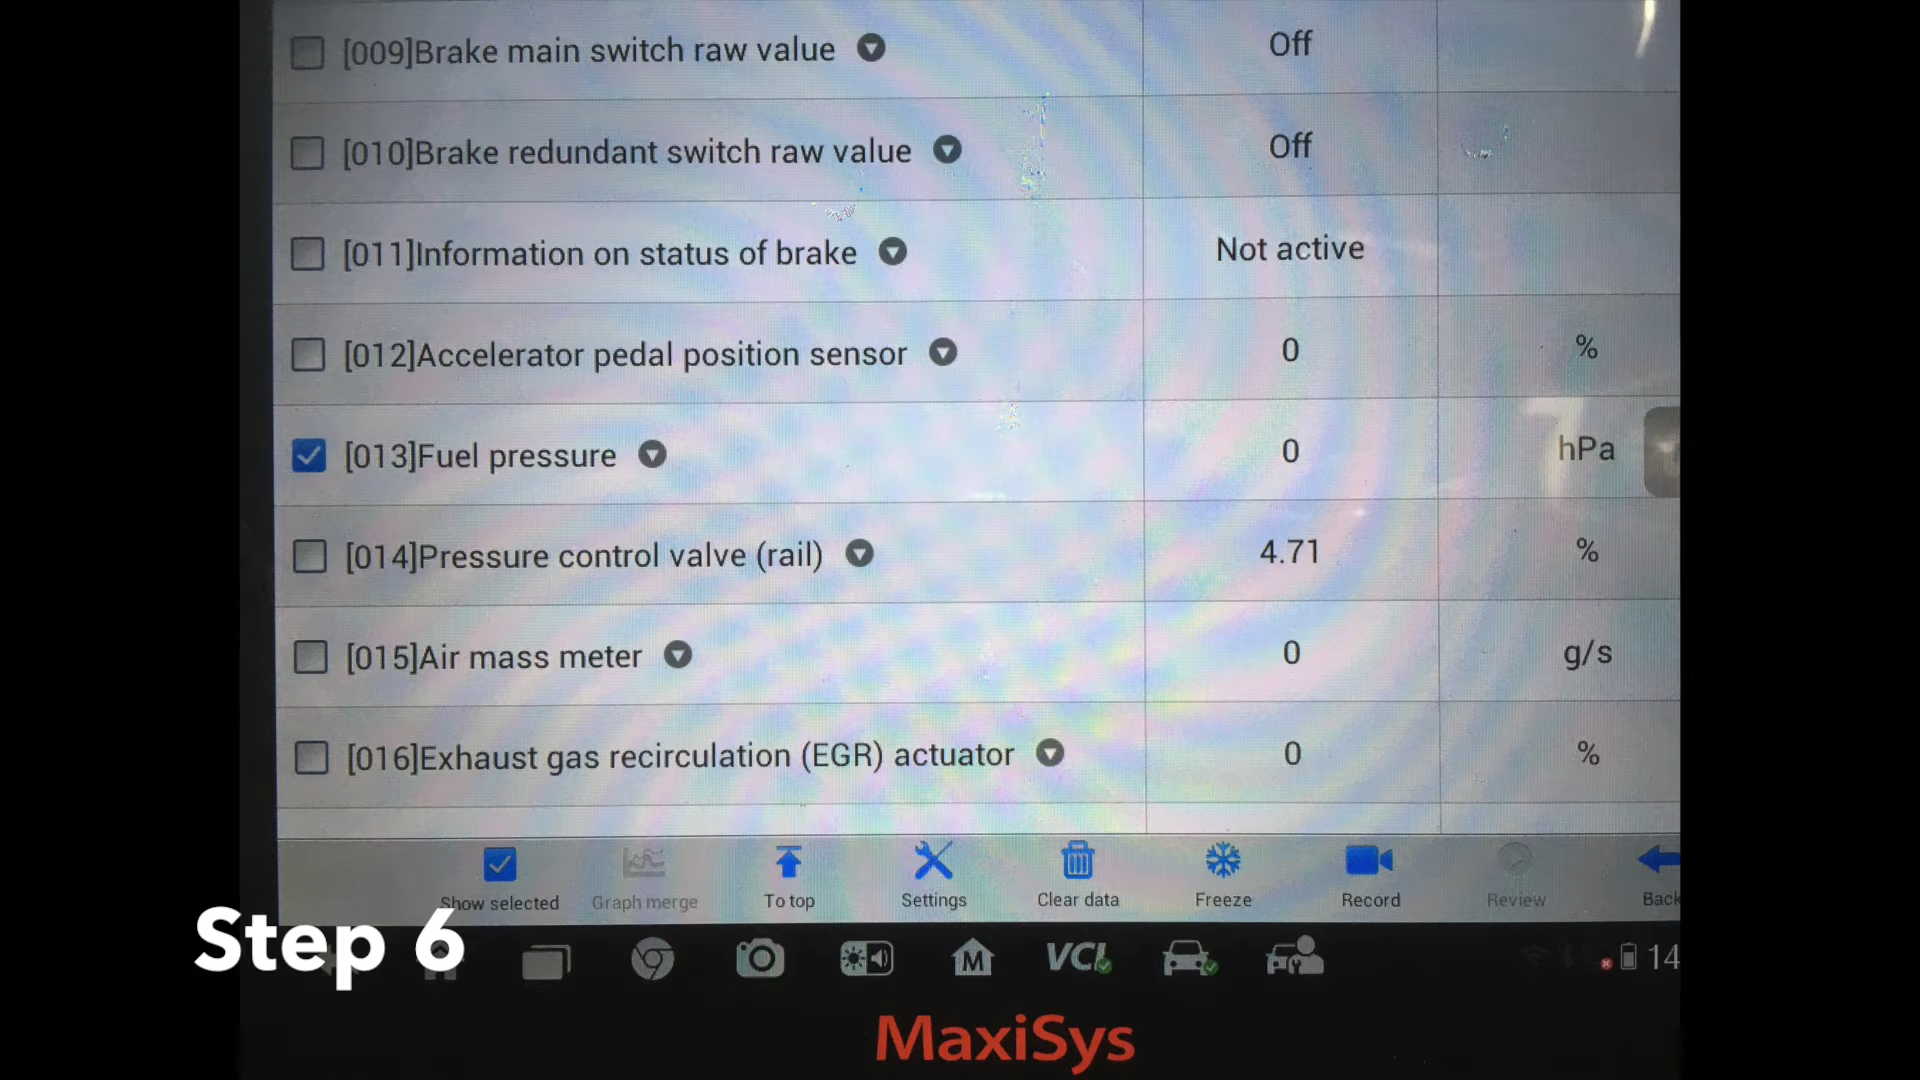 [009]Brake main switch raw value Off
[010]Brake redundant switch raw value Off
[011]Information on status of brake Not active
[012]Accelerator pedal position sensor 0 %
[013]Fuel pressure 0 hPa
[014]Pressure control valve (rail) 4.71 %
[015]Air mass meter 0 g/s
[016]Exhaust gas recirculation (EGR) actuator 0 %
Show selected Graph merge To top Settings Clear data Freeze Record Review Back
Step 6
M VCI 14
MaxiSys